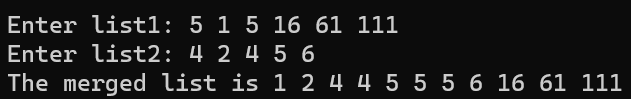 Enter list1: 5 1 5 16 61 111
Enter list2: 4 2 4 5 6
The merged list is 1 2 4 4 5 5 5 6 16 61 111